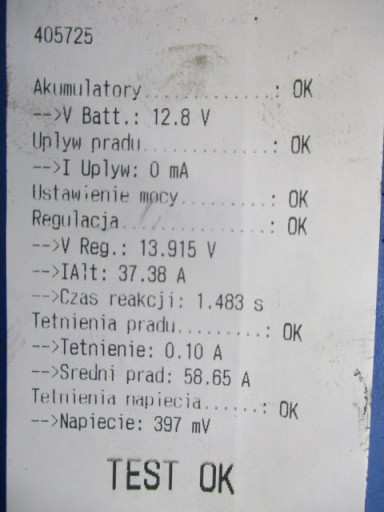 405725
Akumulatory............: OK
-->V Batt.: 12.8 V
Uplyw pradu............: OK
-->I Uplyw: 0 mA
Ustawienie mocy........: OK
Regulacja..............: OK
-->V Reg.: 13.915 V
-->IAlt: 37.38 A
-->Czas reakcji: 1.483 s
Tetnienia pradu........: OK
-->Tetnienie: 0.10 A
-->Sredni prad: 58.65 A
Tetnienia napiecia.....: OK
-->Napiecie: 397 mV
TEST OK